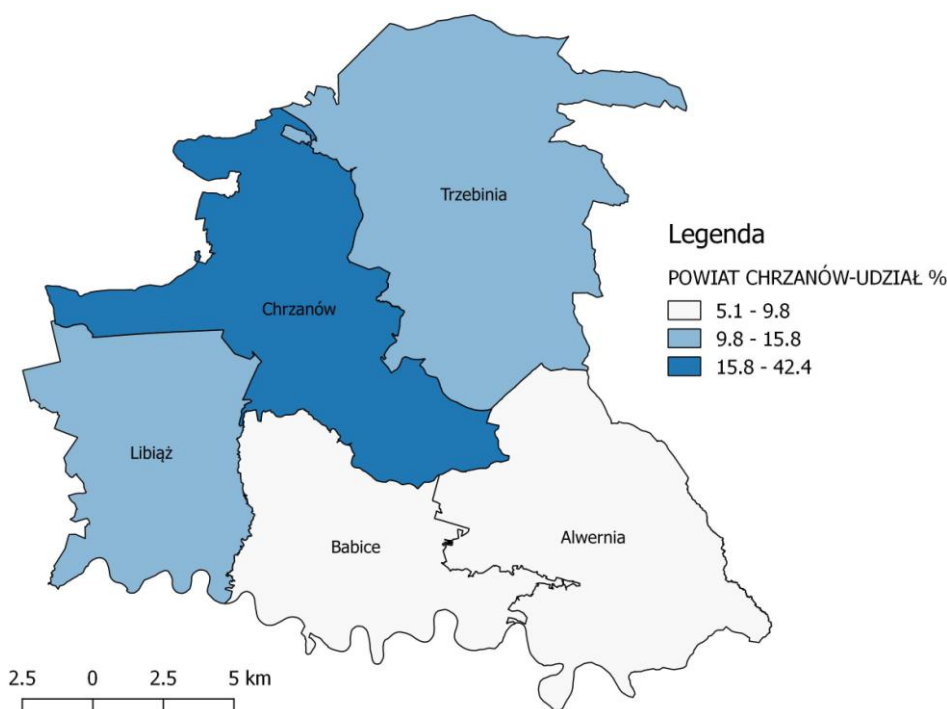 Trzebinia
Legenda
POWIAT CHRZANÓW-UDZIAŁ %
5.1 - 9.8
9.8 - 15.8
15.8 - 42.4
Chrzanów
Libiąż
Babice
Alwernia
2.5 0 2.5 5 km